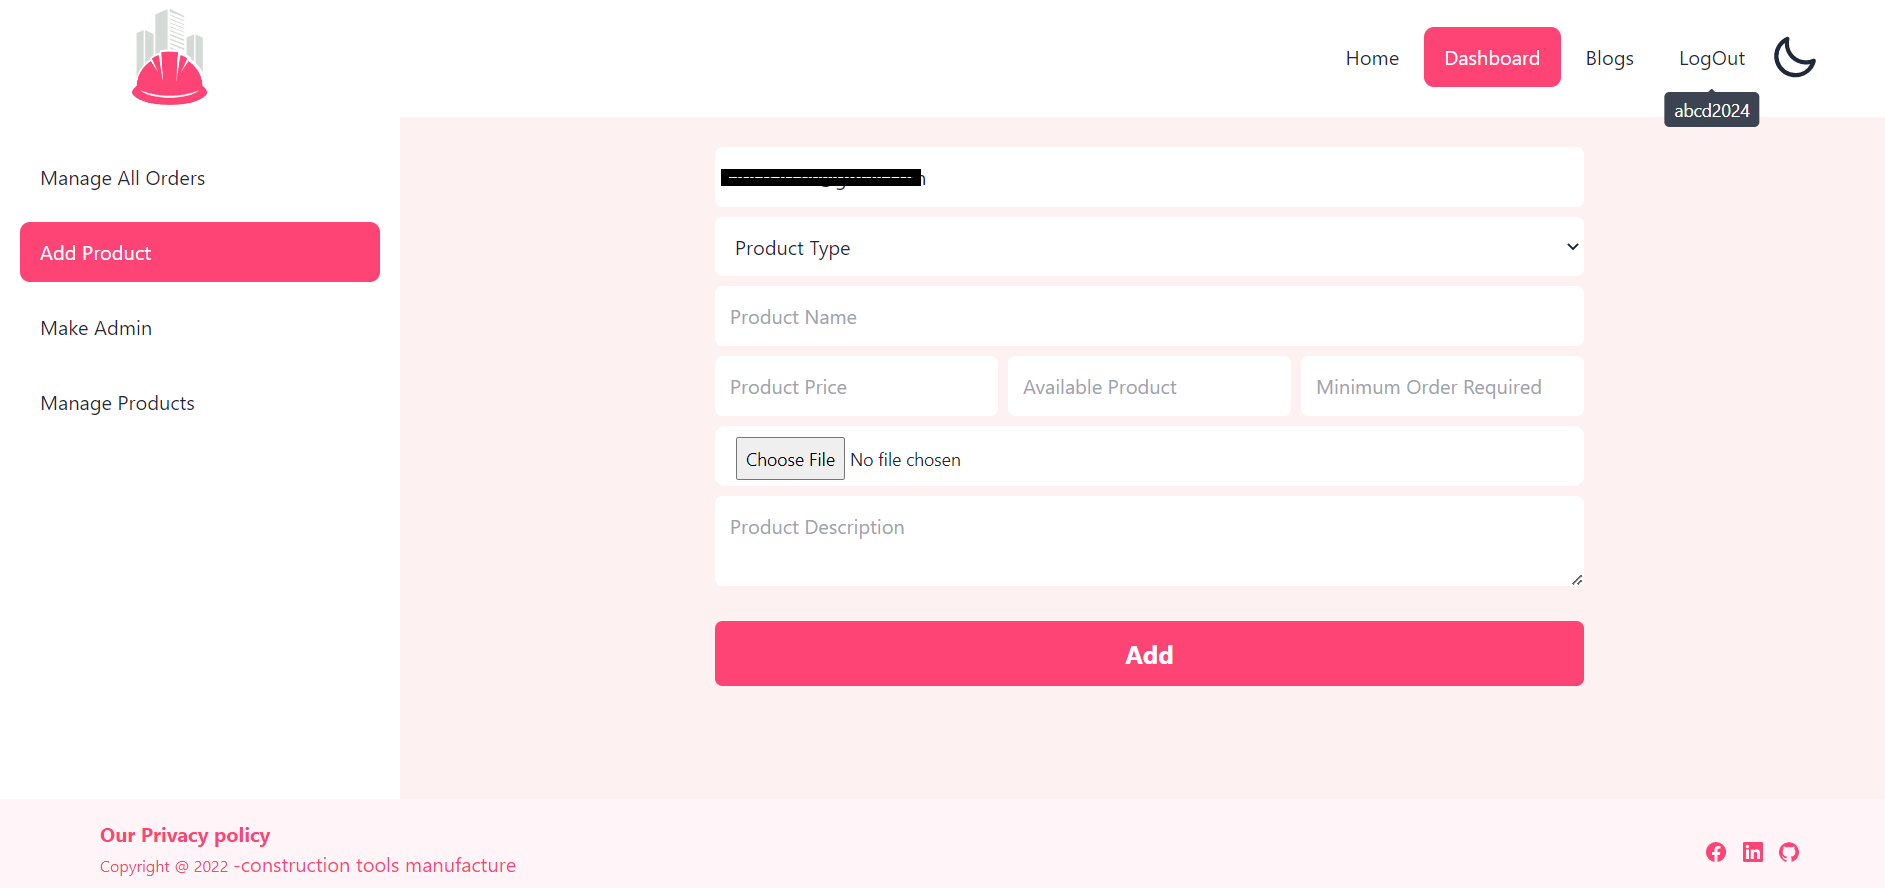 Home
Dashboard
Blogs
LogOut
abcd2024
Manage All Orders
Add Product
Make Admin
Manage Products
Product Type
Product Name
Product Price
Available Product
Minimum Order Required
Choose File No file chosen
Product Description
Add
Our Privacy policy
Copyright @ 2022 -construction tools manufacture